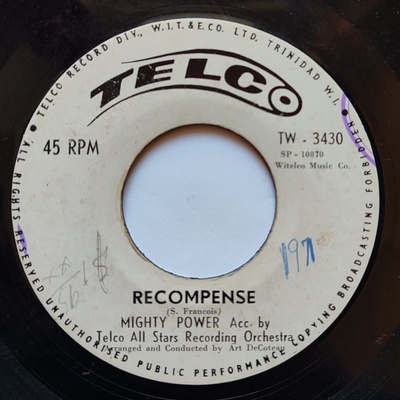 • TELCO RECORD DIV., W.I.T. & E. CO. LTD. TRINIDAD W.I. •
ALL RIGHTS RESERVED UNAUTHORISED PUBLIC PERFORMANCE COPYING BROADCASTING FORBIDDEN
TELCO
45 RPM
TW - 3430
SP - 10870
Witelco Music Co.
197
RECOMPENSE
(S. Francois)
MIGHTY POWER Acc. by
Telco All Stars Recording Orchestra
Arranged and Conducted by Art DeCoteau